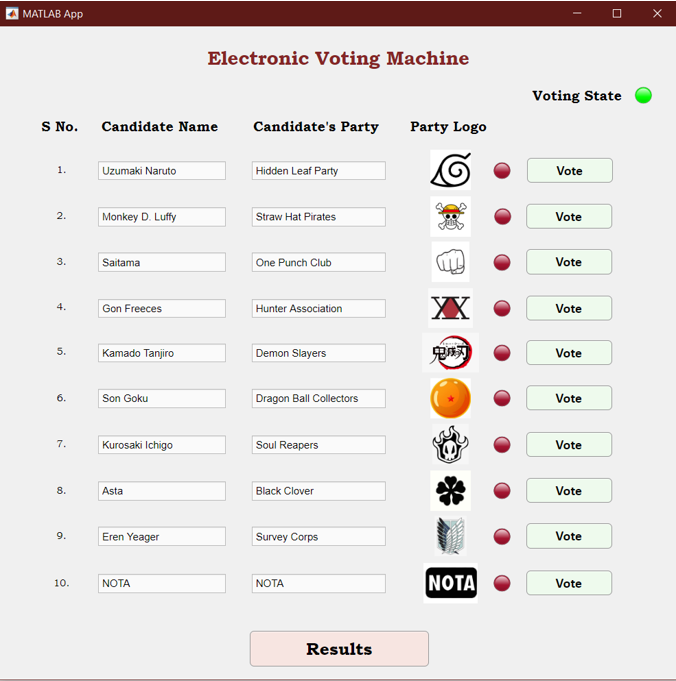 MATLAB App
Electronic Voting Machine
Voting State
S No. Candidate Name Candidate's Party Party Logo
1. Uzumaki Naruto Hidden Leaf Party Vote
2. Monkey D. Luffy Straw Hat Pirates Vote
3. Saitama One Punch Club Vote
4. Gon Freeces Hunter Association Vote
5. Kamado Tanjiro Demon Slayers 鬼滅刃 Vote
6. Son Goku Dragon Ball Collectors Vote
7. Kurosaki Ichigo Soul Reapers Vote
8. Asta Black Clover Vote
9. Eren Yeager Survey Corps Vote
10. NOTA NOTA NOTA Vote
Results